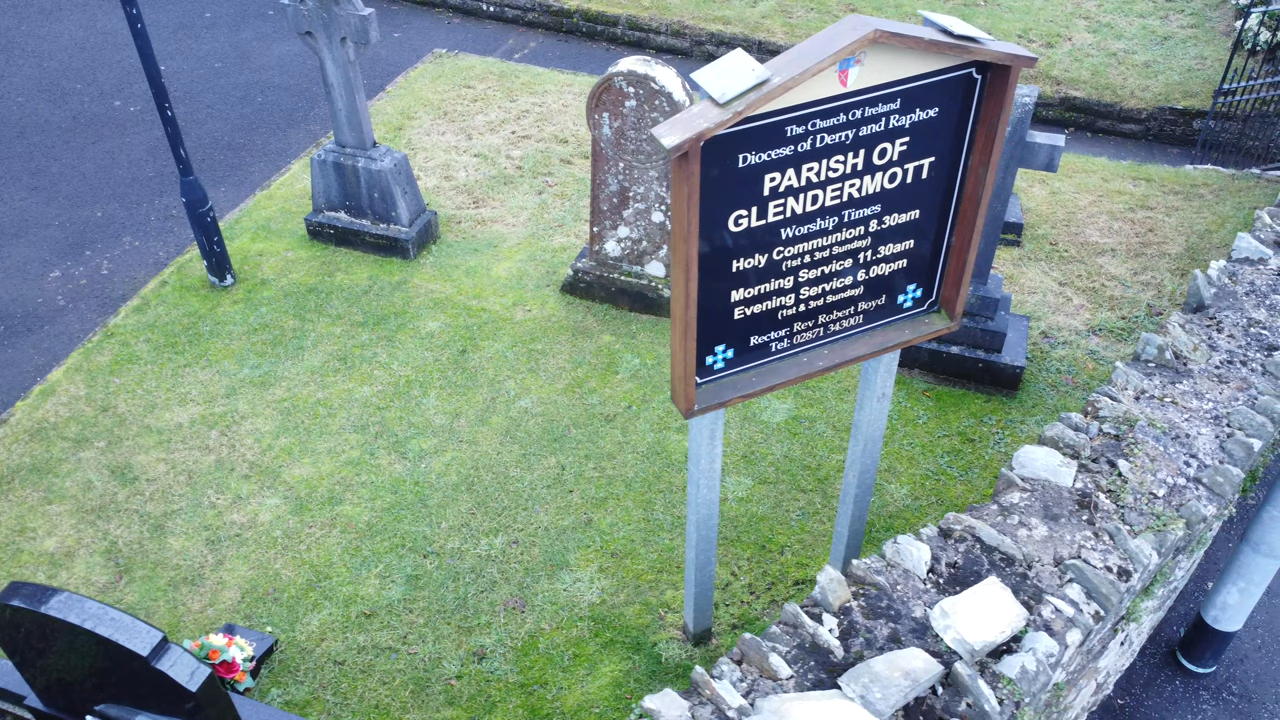 The Church Of Ireland
Diocese of Derry and Raphoe
PARISH OF
GLENDERMOTT
Worship Times
Holy Communion 8.30am
(1st & 3rd Sunday)
Morning Service 11.30am
Evening Service 6.00pm
(1st & 3rd Sunday)
Rector: Rev Robert Boyd
Tel: 02871 343001